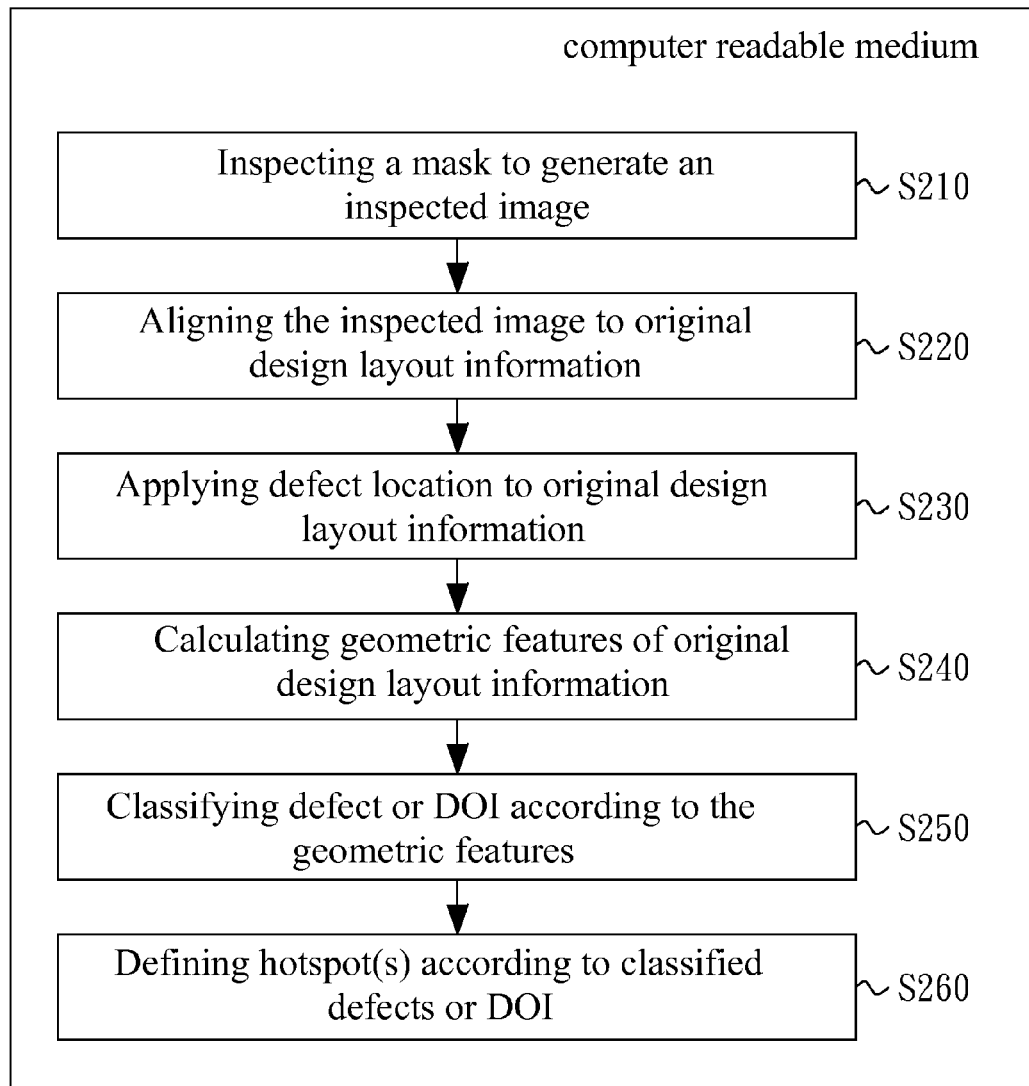 computer readable medium
Inspecting a mask to generate an
inspected image
S210
Aligning the inspected image to original
design layout information
S220
Applying defect location to original design
layout information
S230
Calculating geometric features of original
design layout information
S240
Classifying defect or DOI according to the
geometric features
S250
Defining hotspot(s) according to classified
defects or DOI
S260